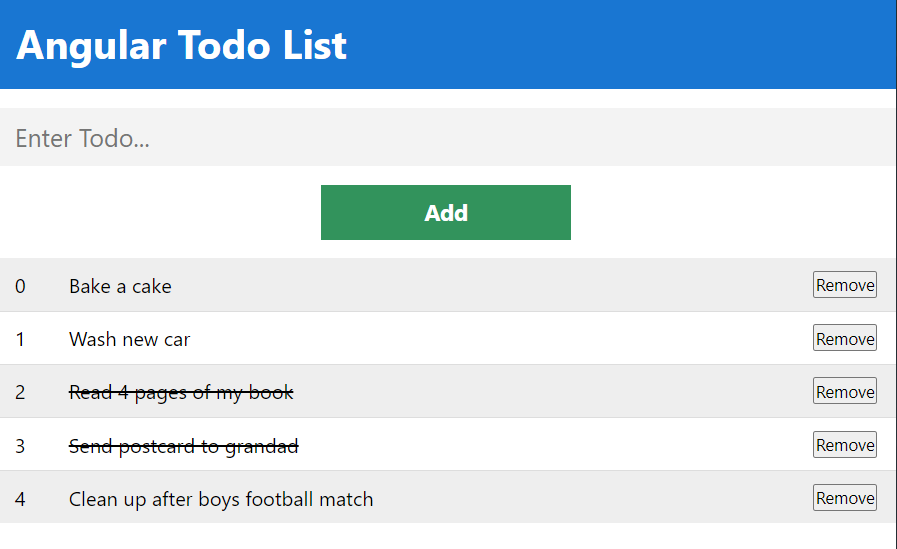 Angular Todo List
Enter Todo...
Add
0 Bake a cake Remove
1 Wash new car Remove
2 Read 4 pages of my book Remove
3 Send postcard to grandad Remove
4 Clean up after boys football match Remove